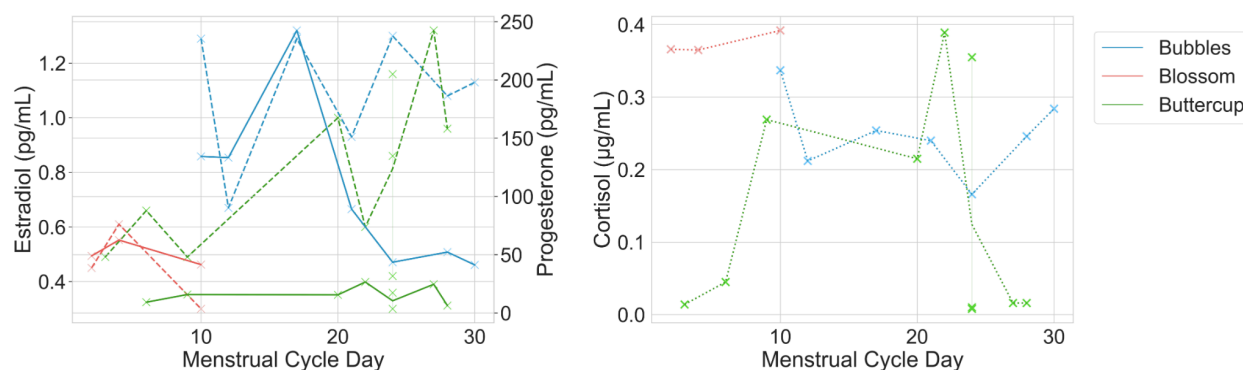 Estradiol (pg/mL)
1.2
1.0
0.8
0.6
0.4
10
20
30
Menstrual Cycle Day
250
200
150
100
50
0
Progesterone (pg/mL)
Cortisol (µg/mL)
0.4
0.3
0.2
0.1
0.0
10
20
30
Menstrual Cycle Day
Bubbles
Blossom
Buttercup